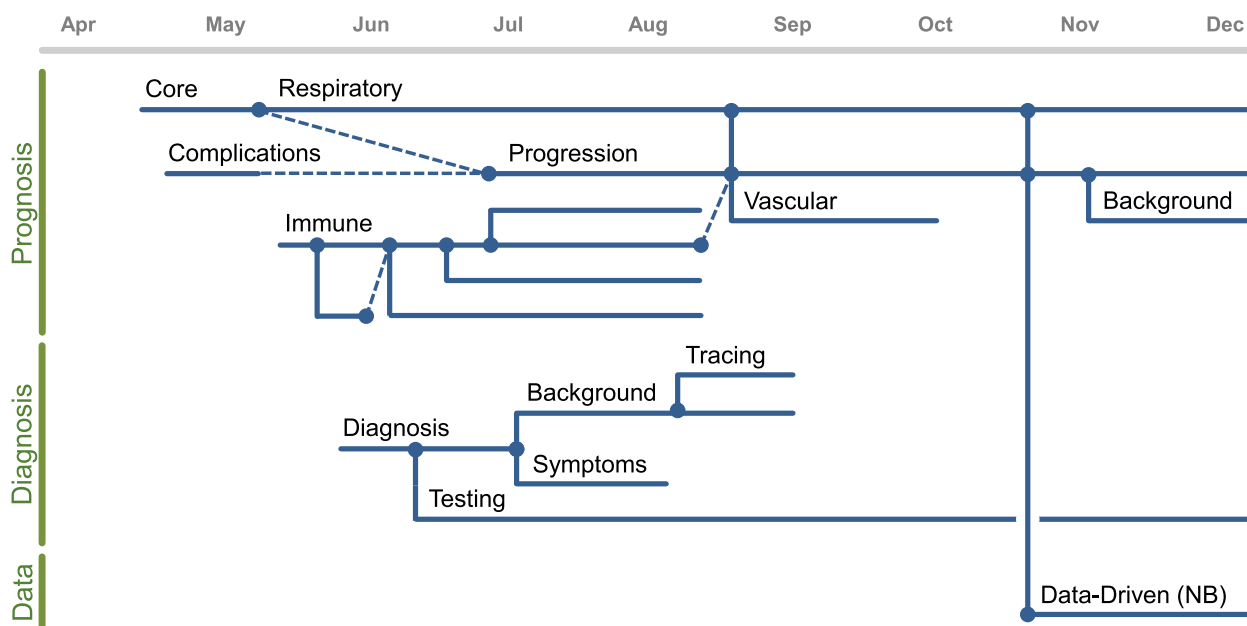 Apr May Jun Jul Aug Sep Oct Nov Dec
Prognosis
Core Respiratory
Complications Progression
Vascular Background
Immune
Diagnosis
Tracing
Background
Diagnosis
Symptoms
Testing
Data
Data-Driven (NB)